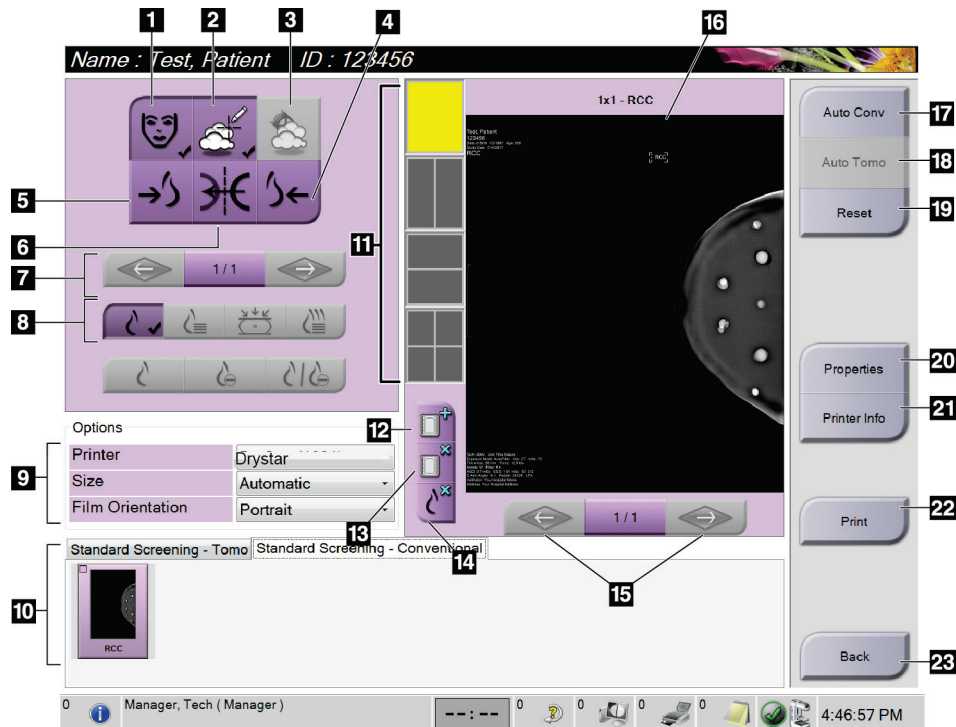 1 2 3 4
Name : Test, Patient ID : 123456
16
1x1 - RCC
Test, Patient
123456
RCC
[ RCC ]
Auto Conv
17
Auto Tomo
18
Reset
19
5
6
11
7
1 / 1
8
Properties
20
Printer Info
21
Options
9
Printer
Drystar
Size
Automatic
Film Orientation
Portrait
12
13
14
1 / 1
15
Print
22
10
Standard Screening - Tomo
Standard Screening - Conventional
RCC
Back
23
0
Manager, Tech ( Manager )
--:--
0
0
0
0
4:46:57 PM